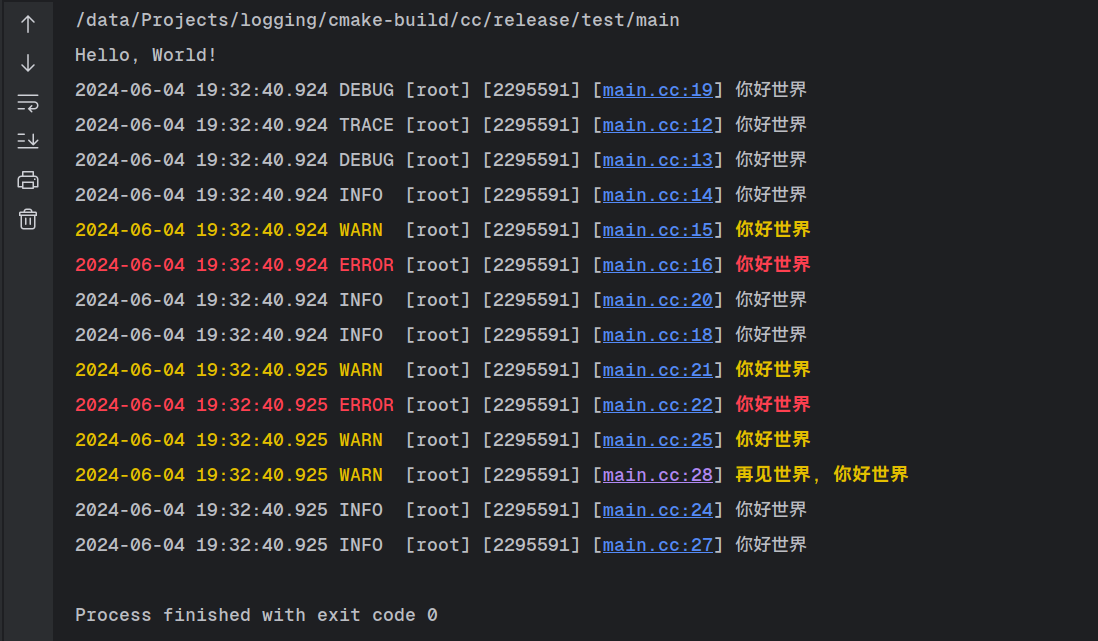 /data/Projects/logging/cmake-build/cc/release/test/main
Hello, World!
2024-06-04 19:32:40.924 DEBUG [root] [2295591] [main.cc:19] 你好世界
2024-06-04 19:32:40.924 TRACE [root] [2295591] [main.cc:12] 你好世界
2024-06-04 19:32:40.924 DEBUG [root] [2295591] [main.cc:13] 你好世界
2024-06-04 19:32:40.924 INFO  [root] [2295591] [main.cc:14] 你好世界
2024-06-04 19:32:40.924 WARN  [root] [2295591] [main.cc:15] 你好世界
2024-06-04 19:32:40.924 ERROR [root] [2295591] [main.cc:16] 你好世界
2024-06-04 19:32:40.924 INFO  [root] [2295591] [main.cc:20] 你好世界
2024-06-04 19:32:40.924 INFO  [root] [2295591] [main.cc:18] 你好世界
2024-06-04 19:32:40.925 WARN  [root] [2295591] [main.cc:21] 你好世界
2024-06-04 19:32:40.925 ERROR [root] [2295591] [main.cc:22] 你好世界
2024-06-04 19:32:40.925 WARN  [root] [2295591] [main.cc:25] 你好世界
2024-06-04 19:32:40.925 WARN  [root] [2295591] [main.cc:28] 再见世界, 你好世界
2024-06-04 19:32:40.925 INFO  [root] [2295591] [main.cc:24] 你好世界
2024-06-04 19:32:40.925 INFO  [root] [2295591] [main.cc:27] 你好世界
Process finished with exit code 0